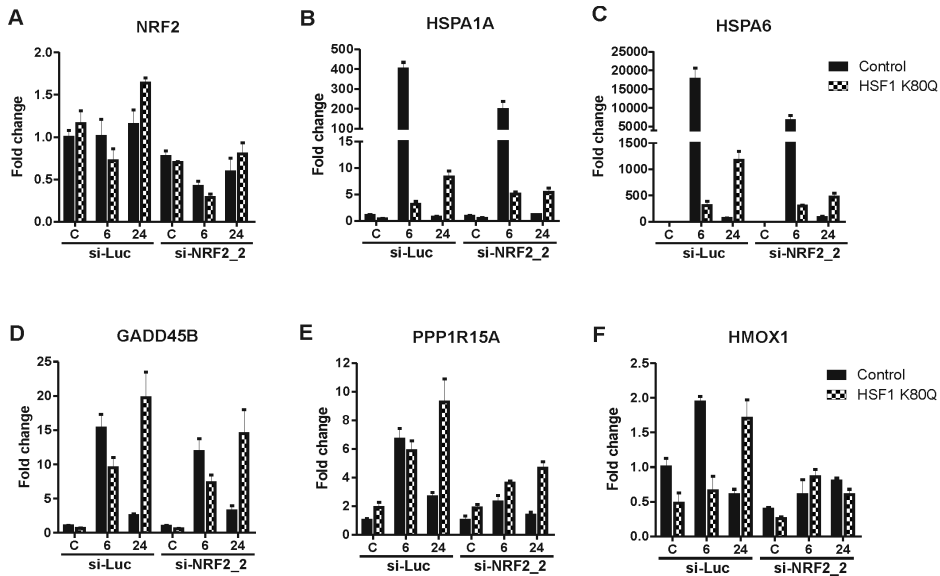 A
NRF2
Fold change
2.0
1.5
1.0
0.5
0.0
C 6 24 C 6 24
si-Luc si-NRF2_2
B
HSPA1A
Fold change
500
400
300
200
100
15
10
5
0
C 6 24 C 6 24
si-Luc si-NRF2_2
C
HSPA6
Fold change
25000
20000
15000
10000
5000
1500
1000
500
0
C 6 24 C 6 24
si-Luc si-NRF2_2
Control
HSF1 K80Q
D
GADD45B
Fold change
25
20
15
10
5
0
C 6 24 C 6 24
si-Luc si-NRF2_2
E
PPP1R15A
Fold change
12
10
8
6
4
2
0
C 6 24 C 6 24
si-Luc si-NRF2_2
F
HMOX1
Fold change
2.5
2.0
1.5
1.0
0.5
0.0
C 6 24 C 6 24
si-Luc si-NRF2_2
Control
HSF1 K80Q